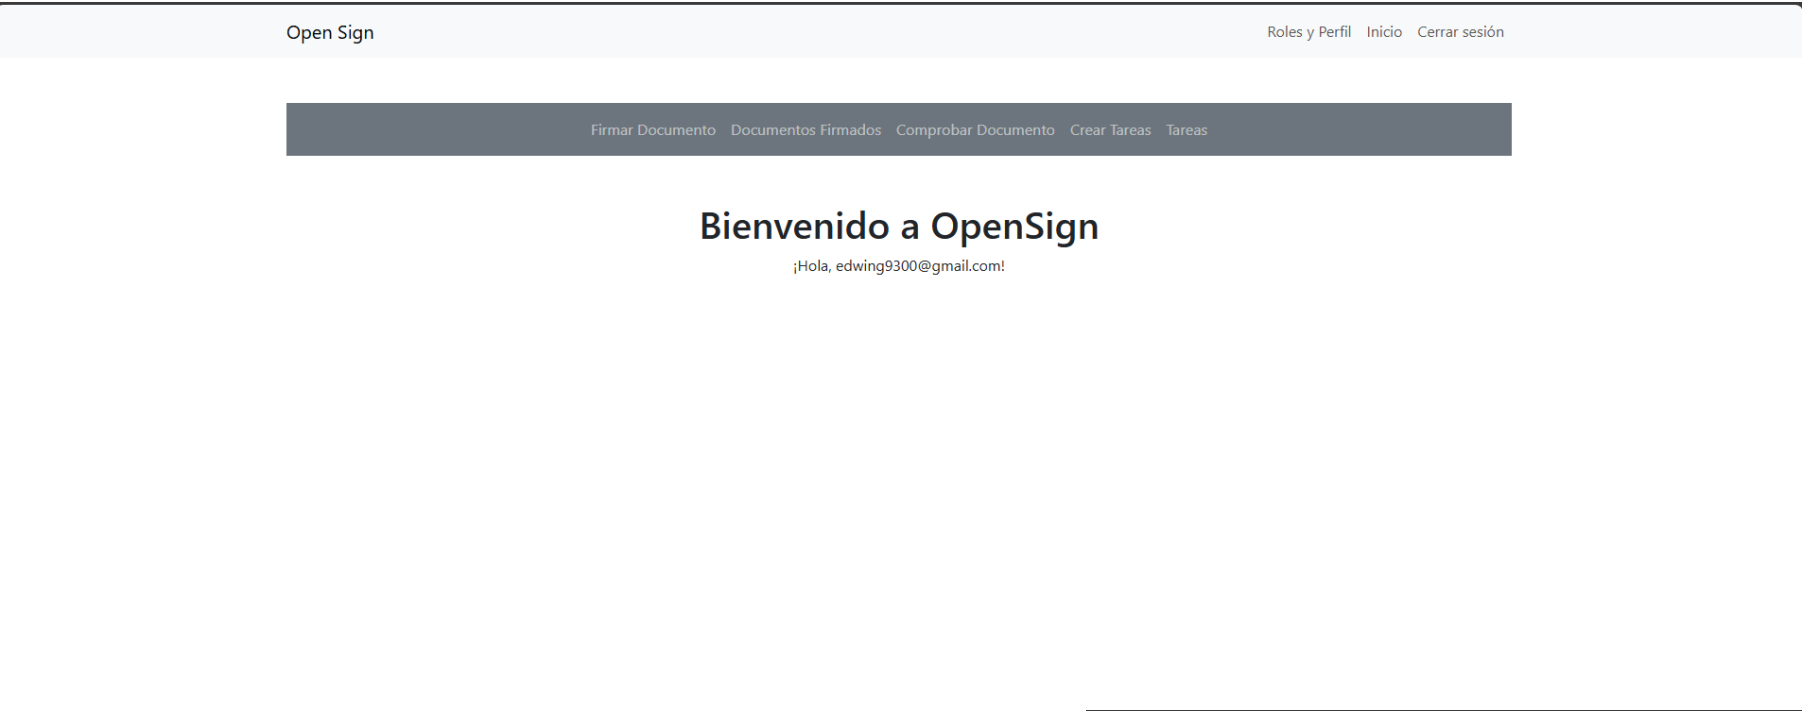 Open Sign Roles y Perfil Inicio Cerrar sesión
Firmar Documento Documentos Firmados Comprobar Documento Crear Tareas Tareas
Bienvenido a OpenSign
¡Hola, edwing9300@gmail.com!